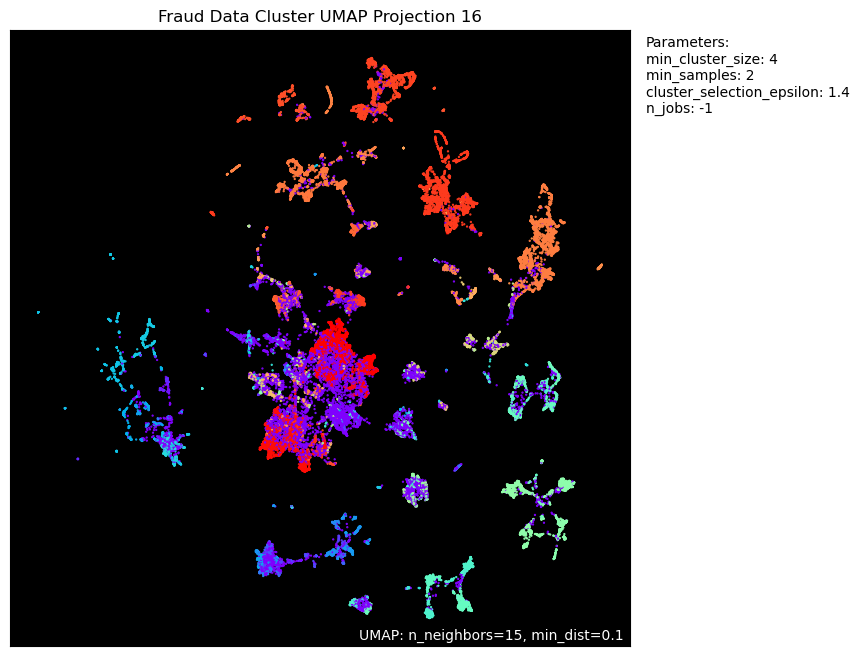 Fraud Data Cluster UMAP Projection 16
Parameters:
min_cluster_size: 4
min_samples: 2
cluster_selection_epsilon: 1.4
n_jobs: -1
UMAP: n_neighbors=15, min_dist=0.1